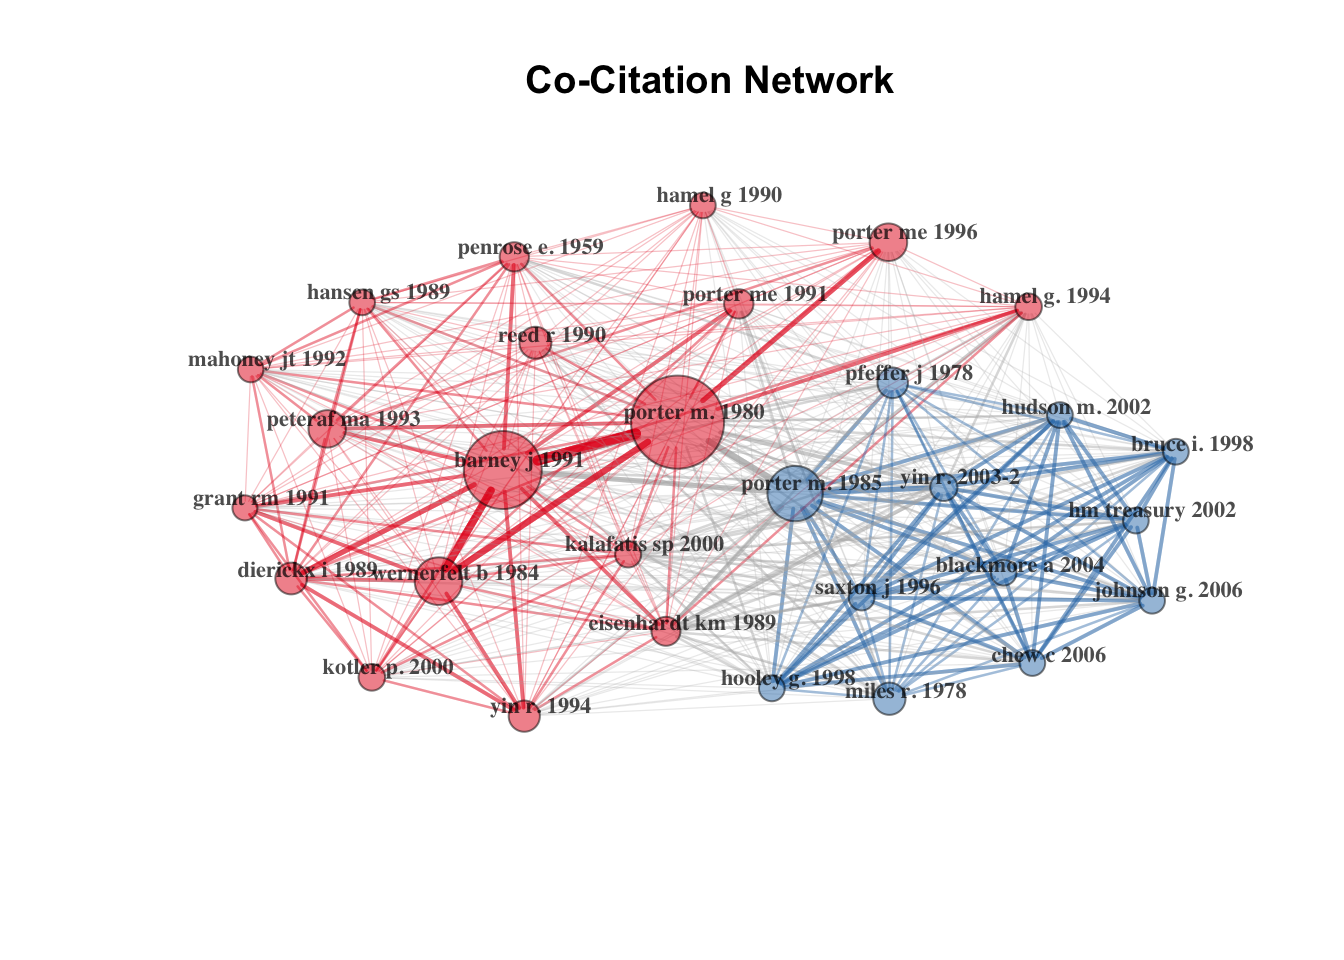 Co-Citation Network
hamel g 1990
porter me 1996
penrose e. 1959
hansen gs 1989
porter me 1991
hamel g. 1994
reed r 1990
mahoney jt 1992
pfeffer j 1978
porter m. 1980
hudson m. 2002
peteraf ma 1993
bruce i. 1998
barney j 1991
yin r. 2003-2
porter m. 1985
grant rm 1991
hm treasury 2002
kalafatis sp 2000
blackmore a 2004
dierickx i 1989
wernerfelt b 1984
saxton j 1996
johnson g. 2006
eisenhardt km 1989
chew c 2006
kotler p. 2000
hooley g. 1998
miles r. 1978
yin r. 1994